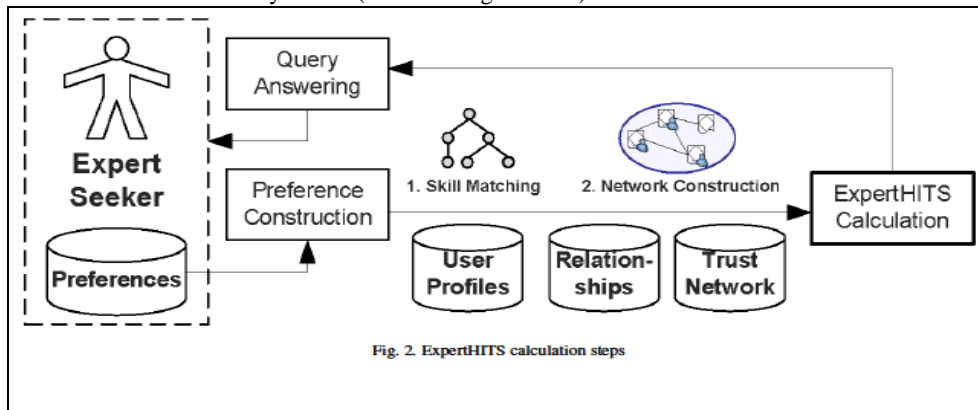 Query
Answering
Expert
Seeker
1. Skill Matching
2. Network Construction
Preference
Construction
ExpertHITS
Calculation
Preferences
User
Profiles
Relation-
ships
Trust
Network
Fig. 2. ExpertHITS calculation steps